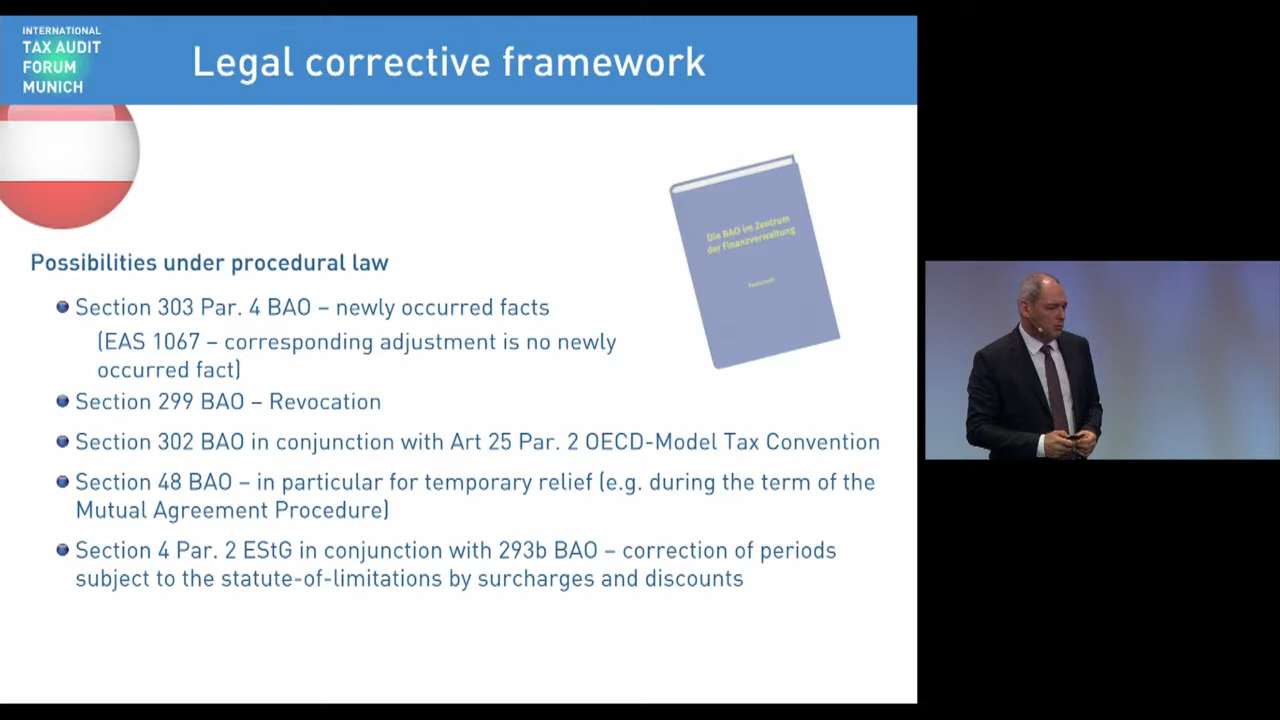 INTERNATIONAL
TAX AUDIT
FORUM
MUNICH
Legal corrective framework
Die BAO im Zentrum
der Finanzverwaltung
Possibilities under procedural law
Section 303 Par. 4 BAO – newly occurred facts
(EAS 1067 – corresponding adjustment is no newly
occurred fact)
Section 299 BAO – Revocation
Section 302 BAO in conjunction with Art 25 Par. 2 OECD-Model Tax Convention
Section 48 BAO – in particular for temporary relief (e.g. during the term of the
Mutual Agreement Procedure)
Section 4 Par. 2 EStG in conjunction with 293b BAO – correction of periods
subject to the statute-of-limitations by surcharges and discounts